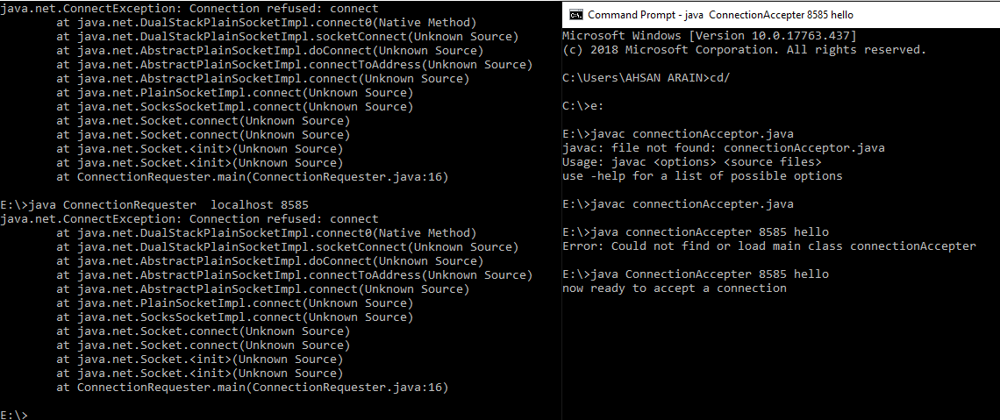 java.net.ConnectException: Connection refused: connect
at java.net.DualStackPlainSocketImpl.connect0(Native Method)
at java.net.DualStackPlainSocketImpl.socketConnect(Unknown Source)
at java.net.AbstractPlainSocketImpl.doConnect(Unknown Source)
at java.net.AbstractPlainSocketImpl.connectToAddress(Unknown Source)
at java.net.AbstractPlainSocketImpl.connect(Unknown Source)
at java.net.PlainSocketImpl.connect(Unknown Source)
at java.net.SocksSocketImpl.connect(Unknown Source)
at java.net.Socket.connect(Unknown Source)
at java.net.Socket.connect(Unknown Source)
at java.net.Socket.<init>(Unknown Source)
at java.net.Socket.<init>(Unknown Source)
at ConnectionRequester.main(ConnectionRequester.java:16)
E:\>java ConnectionRequester  localhost 8585
java.net.ConnectException: Connection refused: connect
at java.net.DualStackPlainSocketImpl.connect0(Native Method)
at java.net.DualStackPlainSocketImpl.socketConnect(Unknown Source)
at java.net.AbstractPlainSocketImpl.doConnect(Unknown Source)
at java.net.AbstractPlainSocketImpl.connectToAddress(Unknown Source)
at java.net.AbstractPlainSocketImpl.connect(Unknown Source)
at java.net.PlainSocketImpl.connect(Unknown Source)
at java.net.SocksSocketImpl.connect(Unknown Source)
at java.net.Socket.connect(Unknown Source)
at java.net.Socket.connect(Unknown Source)
at java.net.Socket.<init>(Unknown Source)
at java.net.Socket.<init>(Unknown Source)
at ConnectionRequester.main(ConnectionRequester.java:16)
E:\>
Command Prompt - java  ConnectionAccepter 8585 hello
Microsoft Windows [Version 10.0.17763.437]
(c) 2018 Microsoft Corporation. All rights reserved.
C:\Users\AHSAN ARAIN>cd/
C:\>e:
E:\>javac connectionAcceptor.java
javac: file not found: connectionAcceptor.java
Usage: javac <options> <source files>
use -help for a list of possible options
E:\>javac connectionAccepter.java
E:\>java connectionAccepter 8585 hello
Error: Could not find or load main class connectionAccepter
E:\>java ConnectionAccepter 8585 hello
now ready to accept a connection